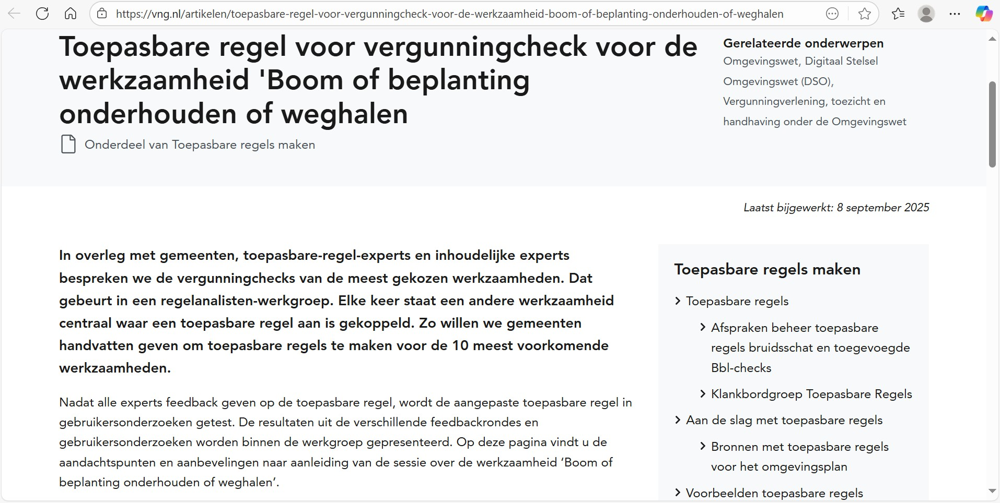 https://vng.nl/artikelen/toepasbare-regel-voor-vergunningcheck-voor-de-werkzaamheid-boom-of-beplanting-onderhouden-of-weghalen
Toepasbare regel voor vergunningcheck voor de
werkzaamheid 'Boom of beplanting
onderhouden of weghalen
Onderdeel van Toepasbare regels maken
Gerelateerde onderwerpen
Omgevingswet, Digitaal Stelsel
Omgevingswet (DSO),
Vergunningverlening, toezicht en
handhaving onder de Omgevingswet
Laatst bijgewerkt: 8 september 2025
In overleg met gemeenten, toepasbare-regel-experts en inhoudelijke experts
bespreken we de vergunningchecks van de meest gekozen werkzaamheden. Dat
gebeurt in een regelanalisten-werkgroep. Elke keer staat een andere werkzaamheid
centraal waar een toepasbare regel aan is gekoppeld. Zo willen we gemeenten
handvatten geven om toepasbare regels te maken voor de 10 meest voorkomende
werkzaamheden.
Nadat alle experts feedback geven op de toepasbare regel, wordt de aangepaste toepasbare regel in
gebruikersonderzoeken getest. De resultaten uit de verschillende feedbackrondes en
gebruikersonderzoeken worden binnen de werkgroep gepresenteerd. Op deze pagina vindt u de
aandachtspunten en aanbevelingen naar aanleiding van de sessie over de werkzaamheid ‘Boom of
beplanting onderhouden of weghalen’.
Toepasbare regels maken
Toepasbare regels
Afspraken beheer toepasbare
regels bruidsschat en toegevoegde
Bbl-checks
Klankbordgroep Toepasbare Regels
Aan de slag met toepasbare regels
Bronnen met toepasbare regels
voor het omgevingsplan
Voorbeelden toepasbare regels